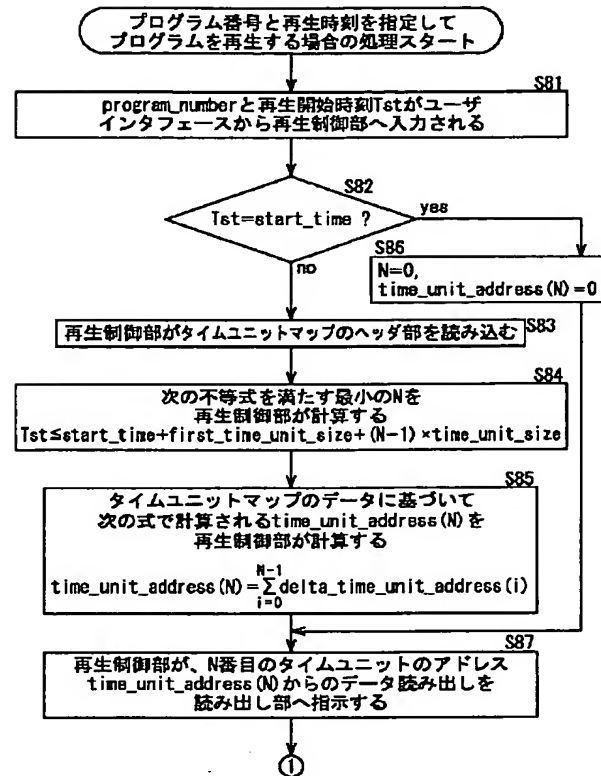 プログラム番号と再生時刻を指定して
プログラムを再生する場合の処理スタート
S81
program_numberと再生開始時刻Tstがユーザ
インタフェースから再生制御部へ入力される
S82
Tst=start_time ?
yes
no
S86
N=0,
time_unit_address(N)=0
再生制御部がタイムユニットマップのヘッダ部を読み込む
S83
S84
次の不等式を満たす最小のNを
再生制御部が計算する
Tst≦start_time+first_time_unit_size+(N-1)×time_unit_size
S85
タイムユニットマップのデータに基づいて
次の式で計算されるtime_unit_address(N)を
再生制御部が計算する
N-1
time_unit_address(N)=Σdelta_time_unit_address(i)
i=0
S87
再生制御部が、N番目のタイムユニットのアドレス
time_unit_address(N)からのデータ読み出しを
読み出し部へ指示する
①